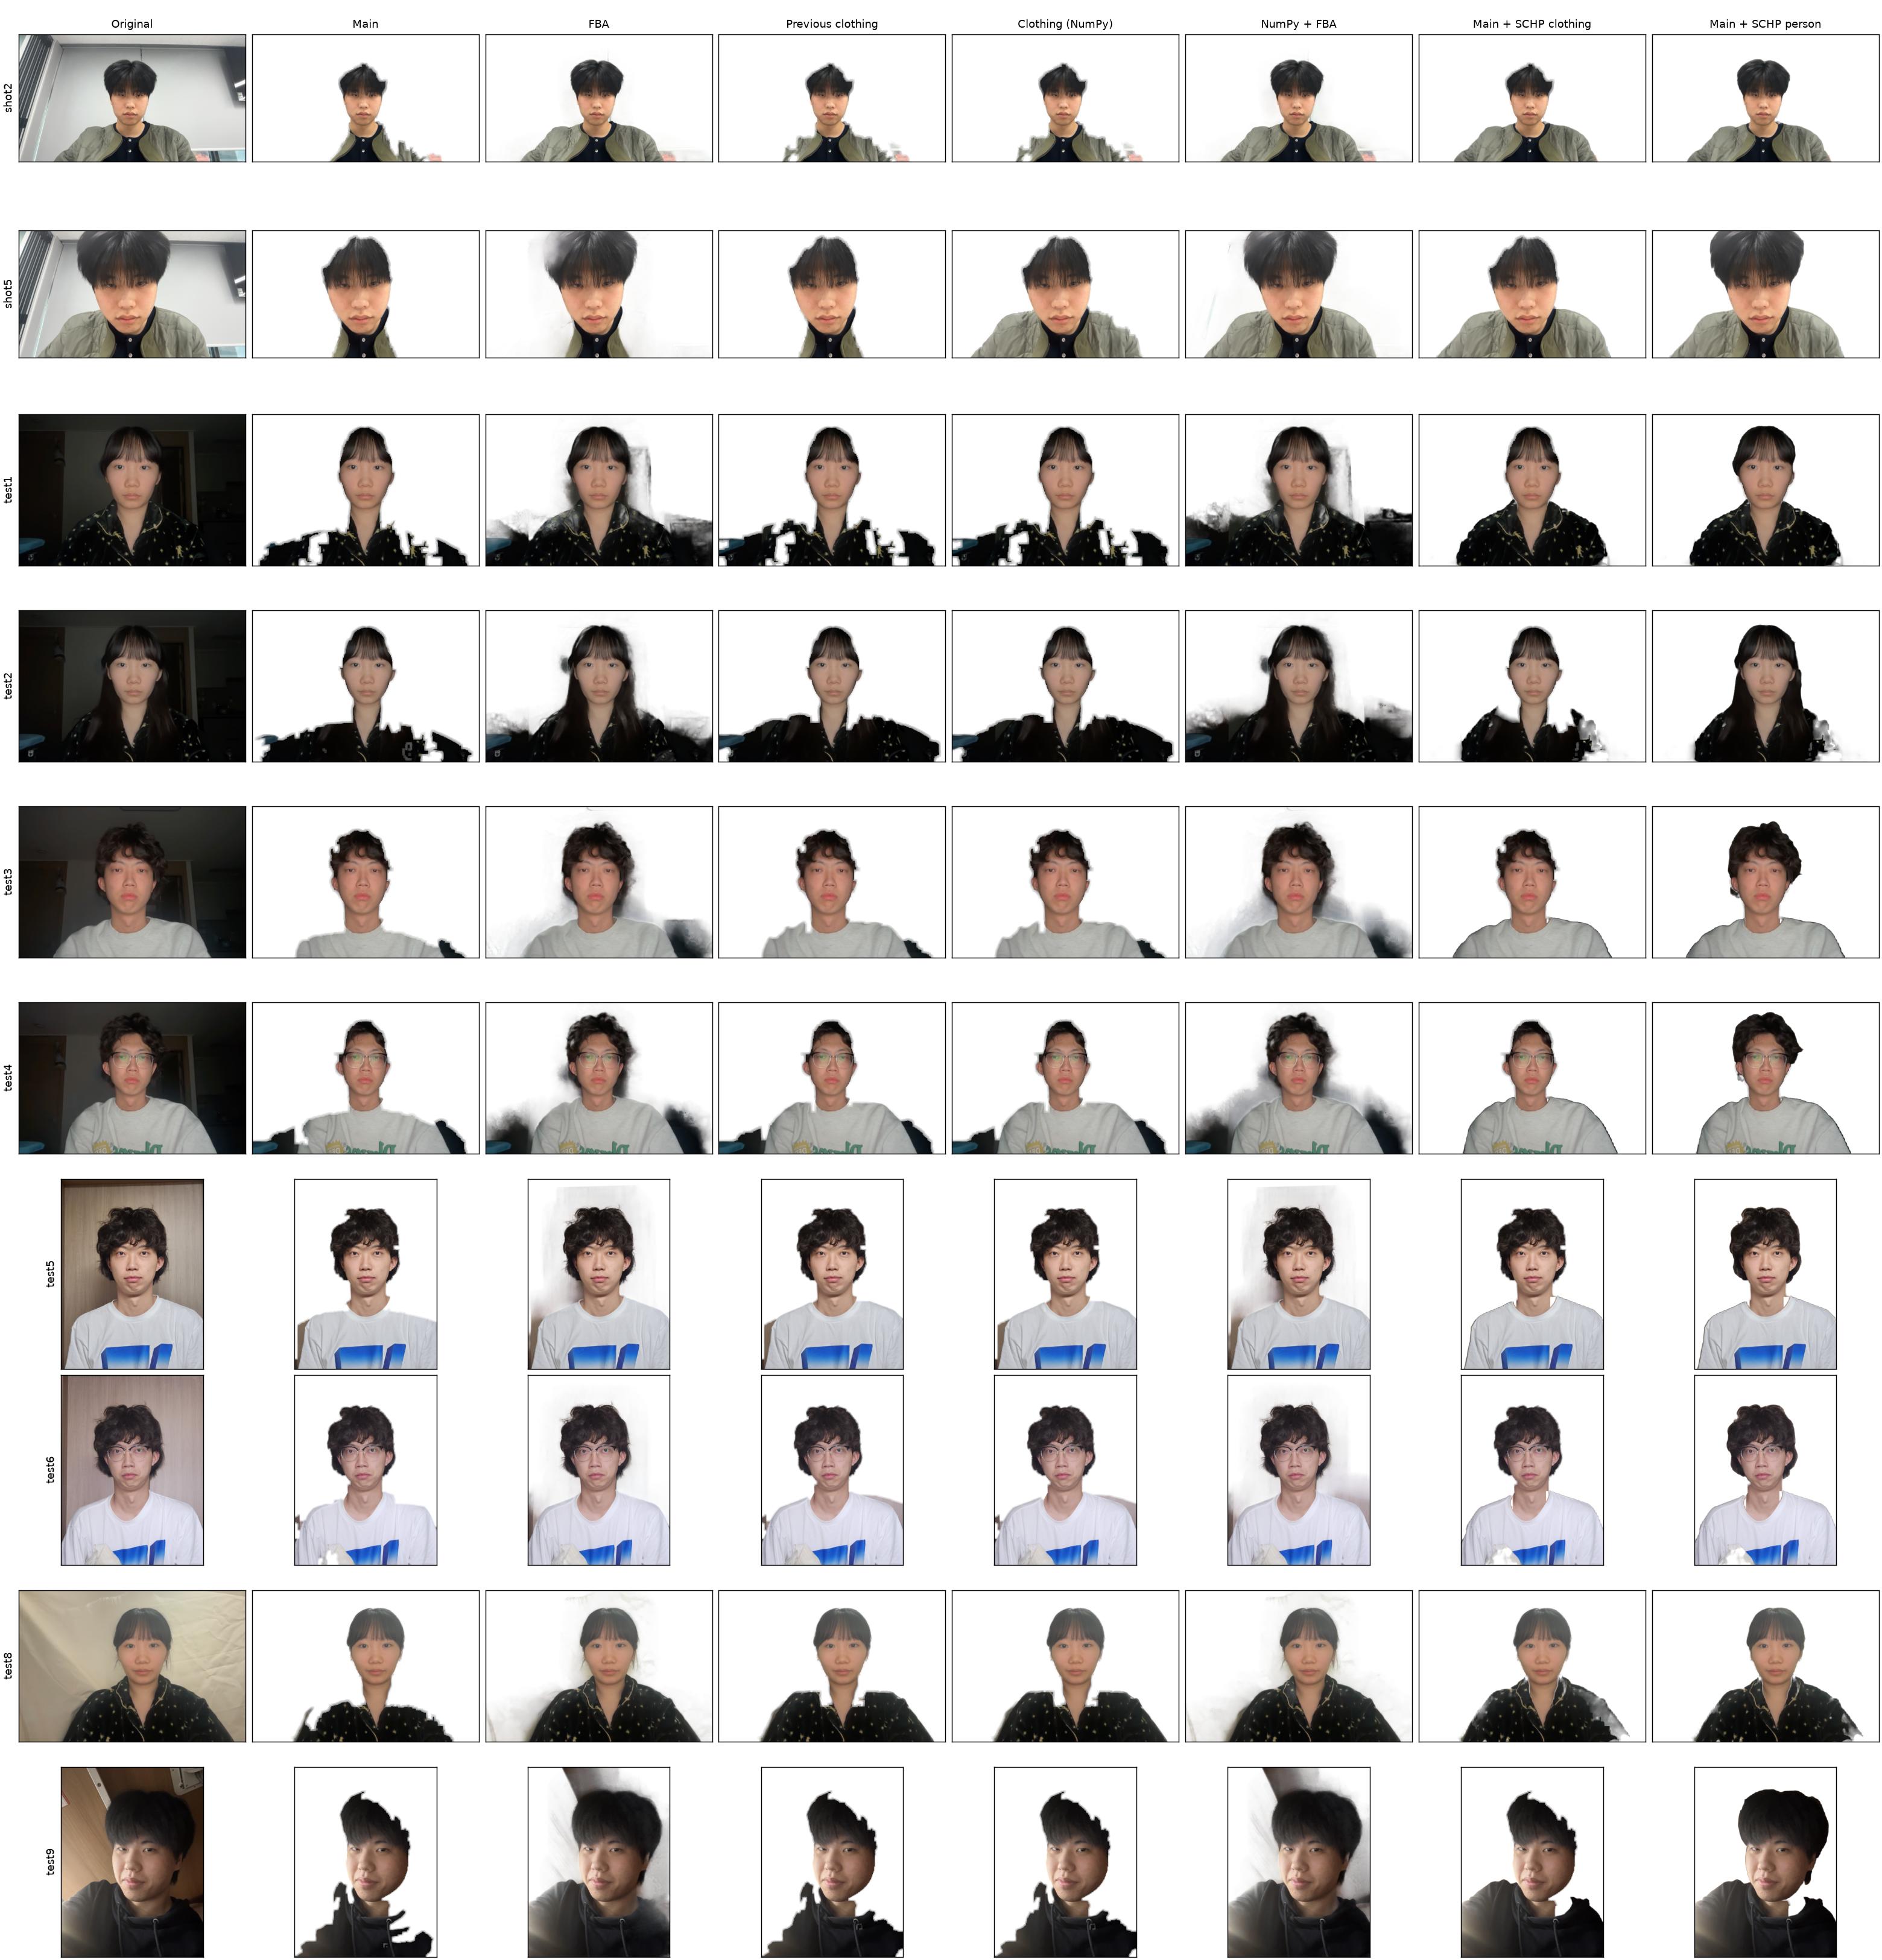 Original Main FBA Previous clothing Clothing (NumPy) NumPy + FBA Main + SCHP clothing Main + SCHP person
shot2
shot5
test1
test2
test3
test4
test5
test6
test8
test9